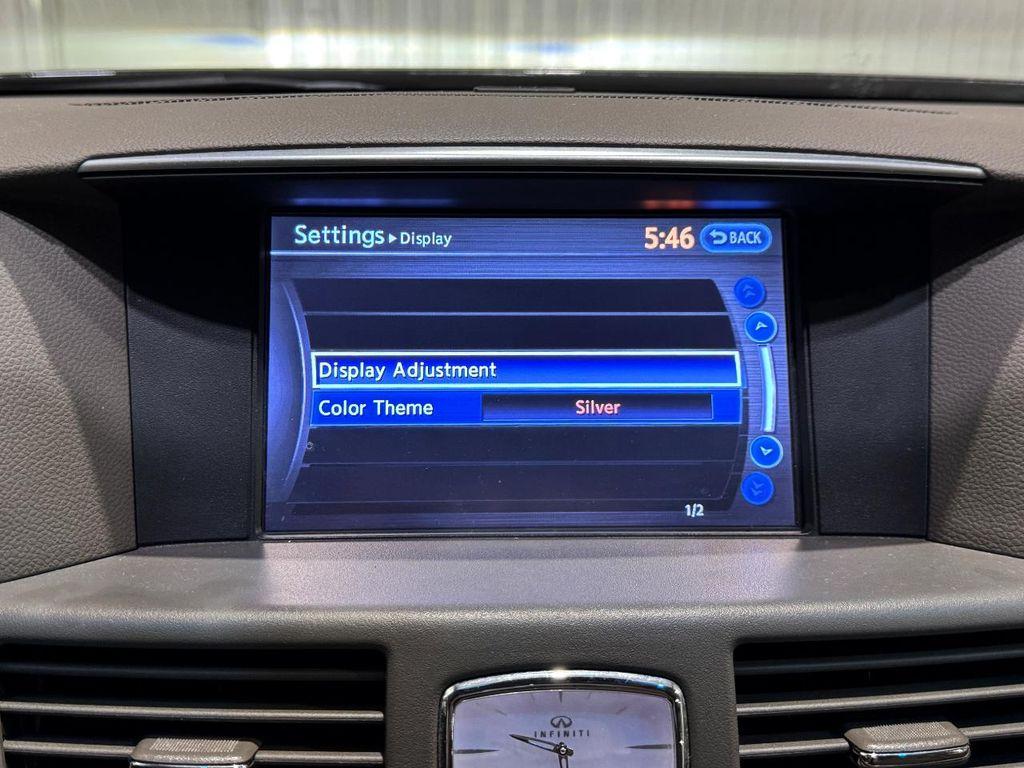 Settings ▸ Display 5:46 BACK
Display Adjustment
Color Theme Silver
1/2
INFINITI